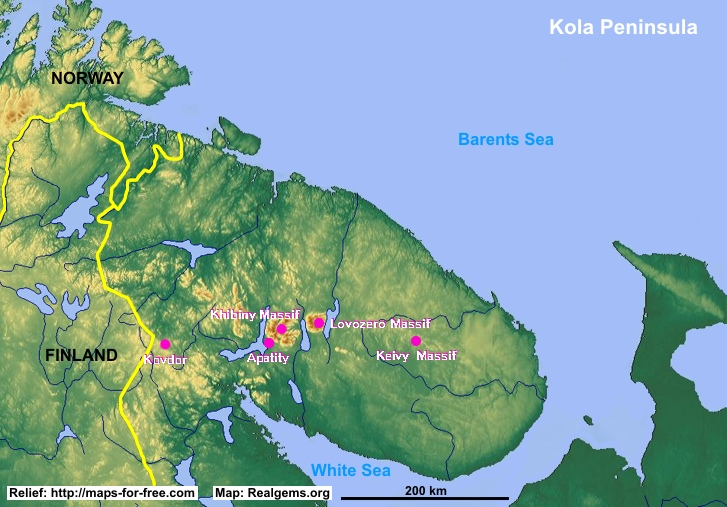 Kola Peninsula
NORWAY
Barents Sea
Khibiny Massif
Lovozero Massif
FINLAND
Kovdor
Apatity
Keivy Massif
White Sea
Relief: http://maps-for-free.com
Map: Realgems.org
200 km